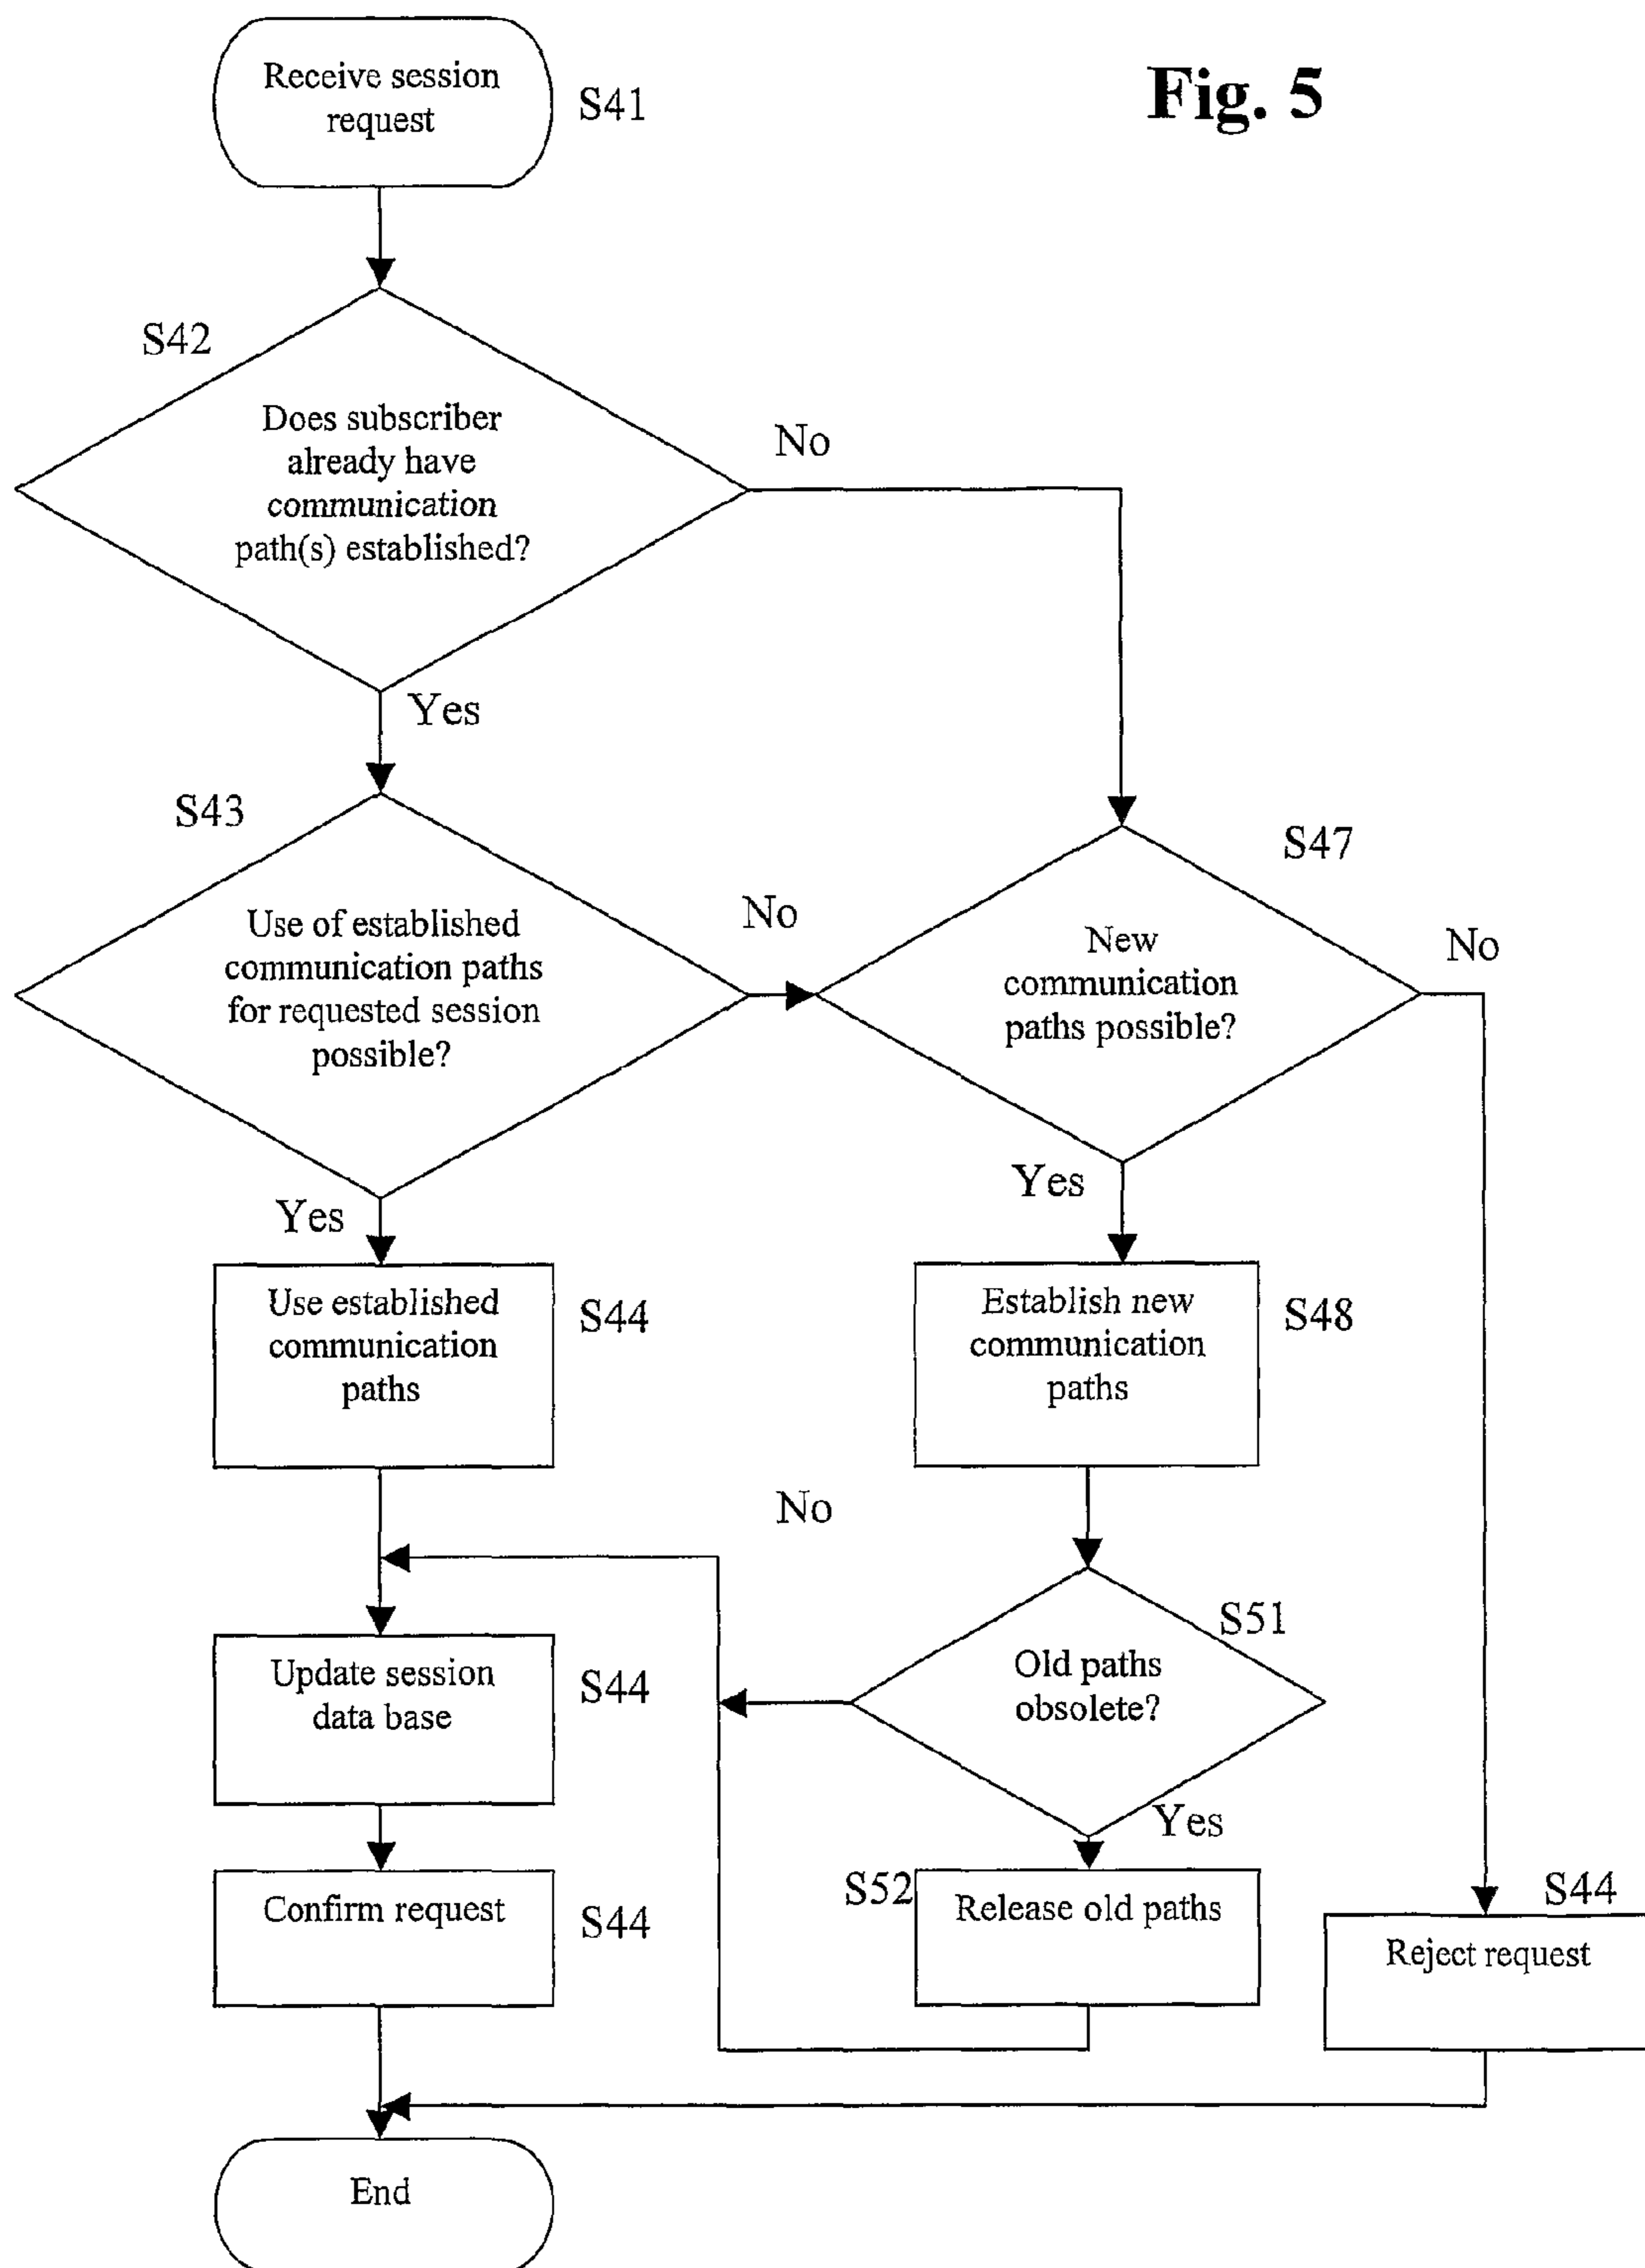 Receive session
request
S41
Fig. 5
S42
Does subscriber
already have
communication
path(s) established?
No
Yes
S43
Use of established
communication paths
for requested session
possible?
No
S47
New
communication
paths possible?
No
Yes
Yes
Use established
communication
paths
S44
Establish new
communication
paths
S48
No
S51
Old paths
obsolete?
Update session
data base
S44
Yes
Confirm request
S44
S52
Release old paths
S44
Reject request
End